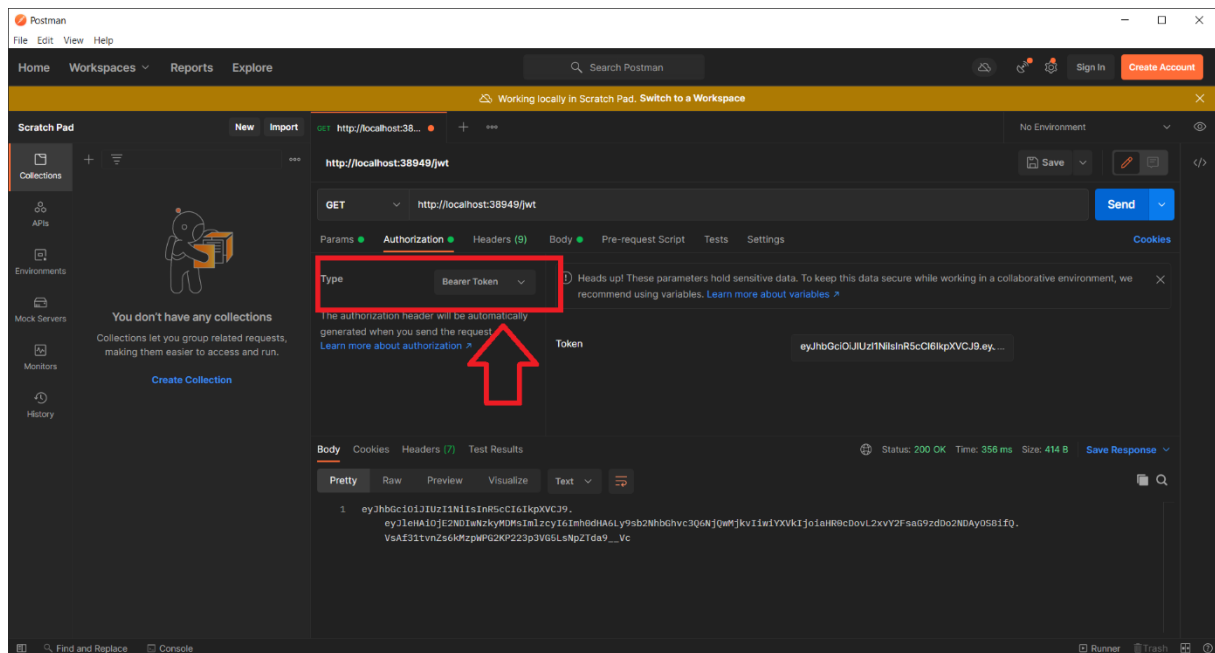 Postman
File Edit View Help
Home Workspaces Reports Explore
Search Postman
Sign In
Create Account
Working locally in Scratch Pad. Switch to a Workspace
Scratch Pad
New Import
GET http://localhost:38...
No Environment
Collections
APIs
Environments
Mock Servers
Monitors
History
You don't have any collections
Collections let you group related requests,
making them easier to access and run.
Create Collection
http://localhost:38949/jwt
Save
GET http://localhost:38949/jwt
Send
Params Authorization Headers (9) Body Pre-request Script Tests Settings
Cookies
Type Bearer Token
The authorization header will be automatically
generated when you send the request.
Learn more about authorization
Heads up! These parameters hold sensitive data. To keep this data secure while working in a collaborative environment, we
recommend using variables. Learn more about variables
Token
Body Cookies Headers (7) Test Results
Status: 200 OK Time: 356 ms Size: 414 B Save Response
Pretty Raw Preview Visualize Text
1 eyJhbGciOiJIUzI1NiIsInR5cCI6IkpXVCJ9.
Find and Replace Console
Runner Trash